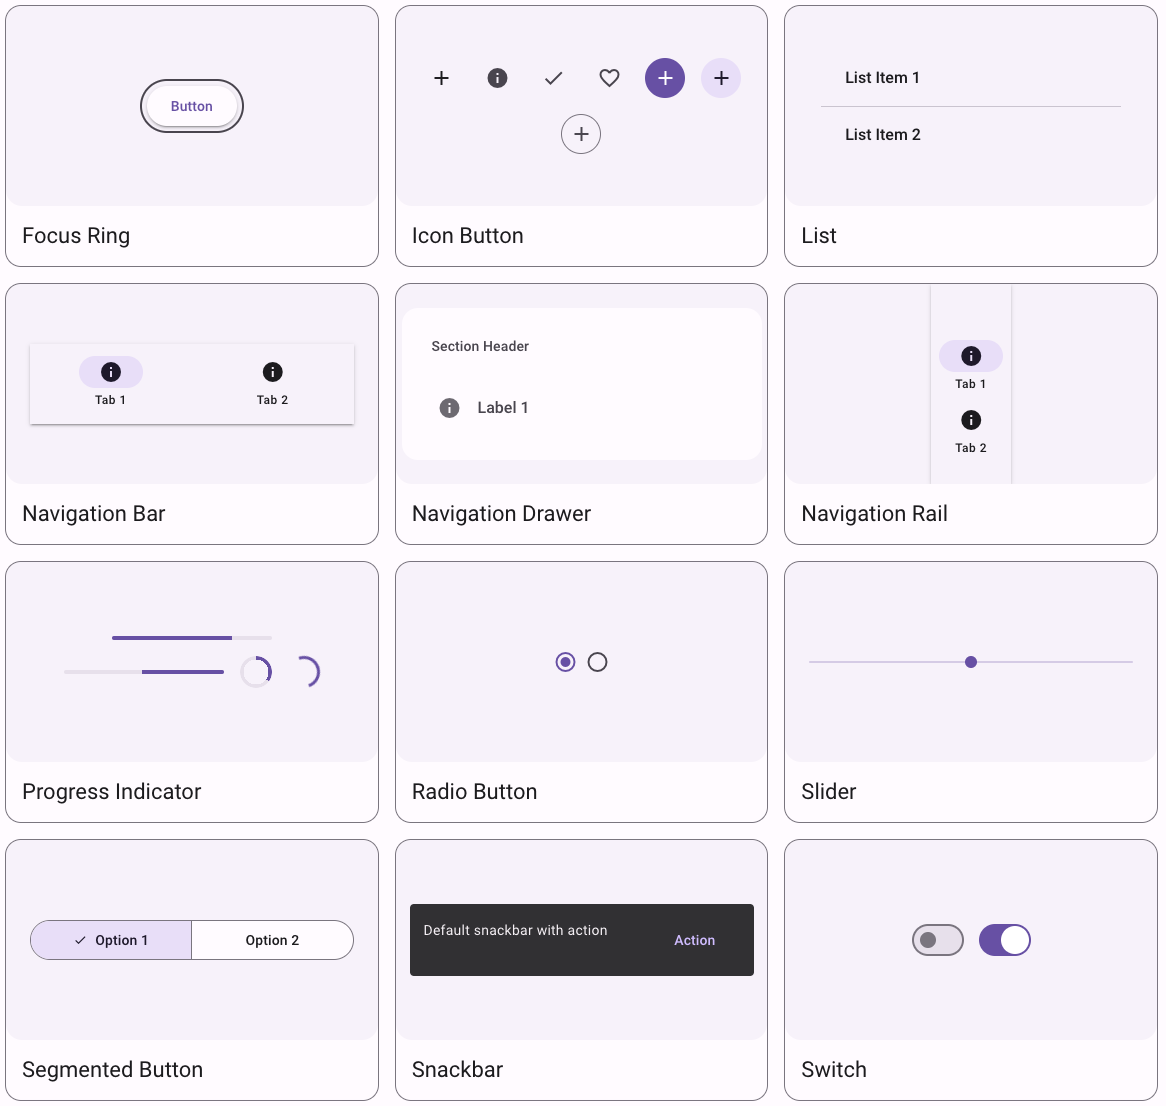 Button
Focus Ring
Icon Button
List Item 1
List Item 2
List
Tab 1
Tab 2
Navigation Bar
Section Header
Label 1
Navigation Drawer
Tab 1
Tab 2
Navigation Rail
Progress Indicator
Radio Button
Slider
Option 1
Option 2
Segmented Button
Default snackbar with action
Action
Snackbar
Switch